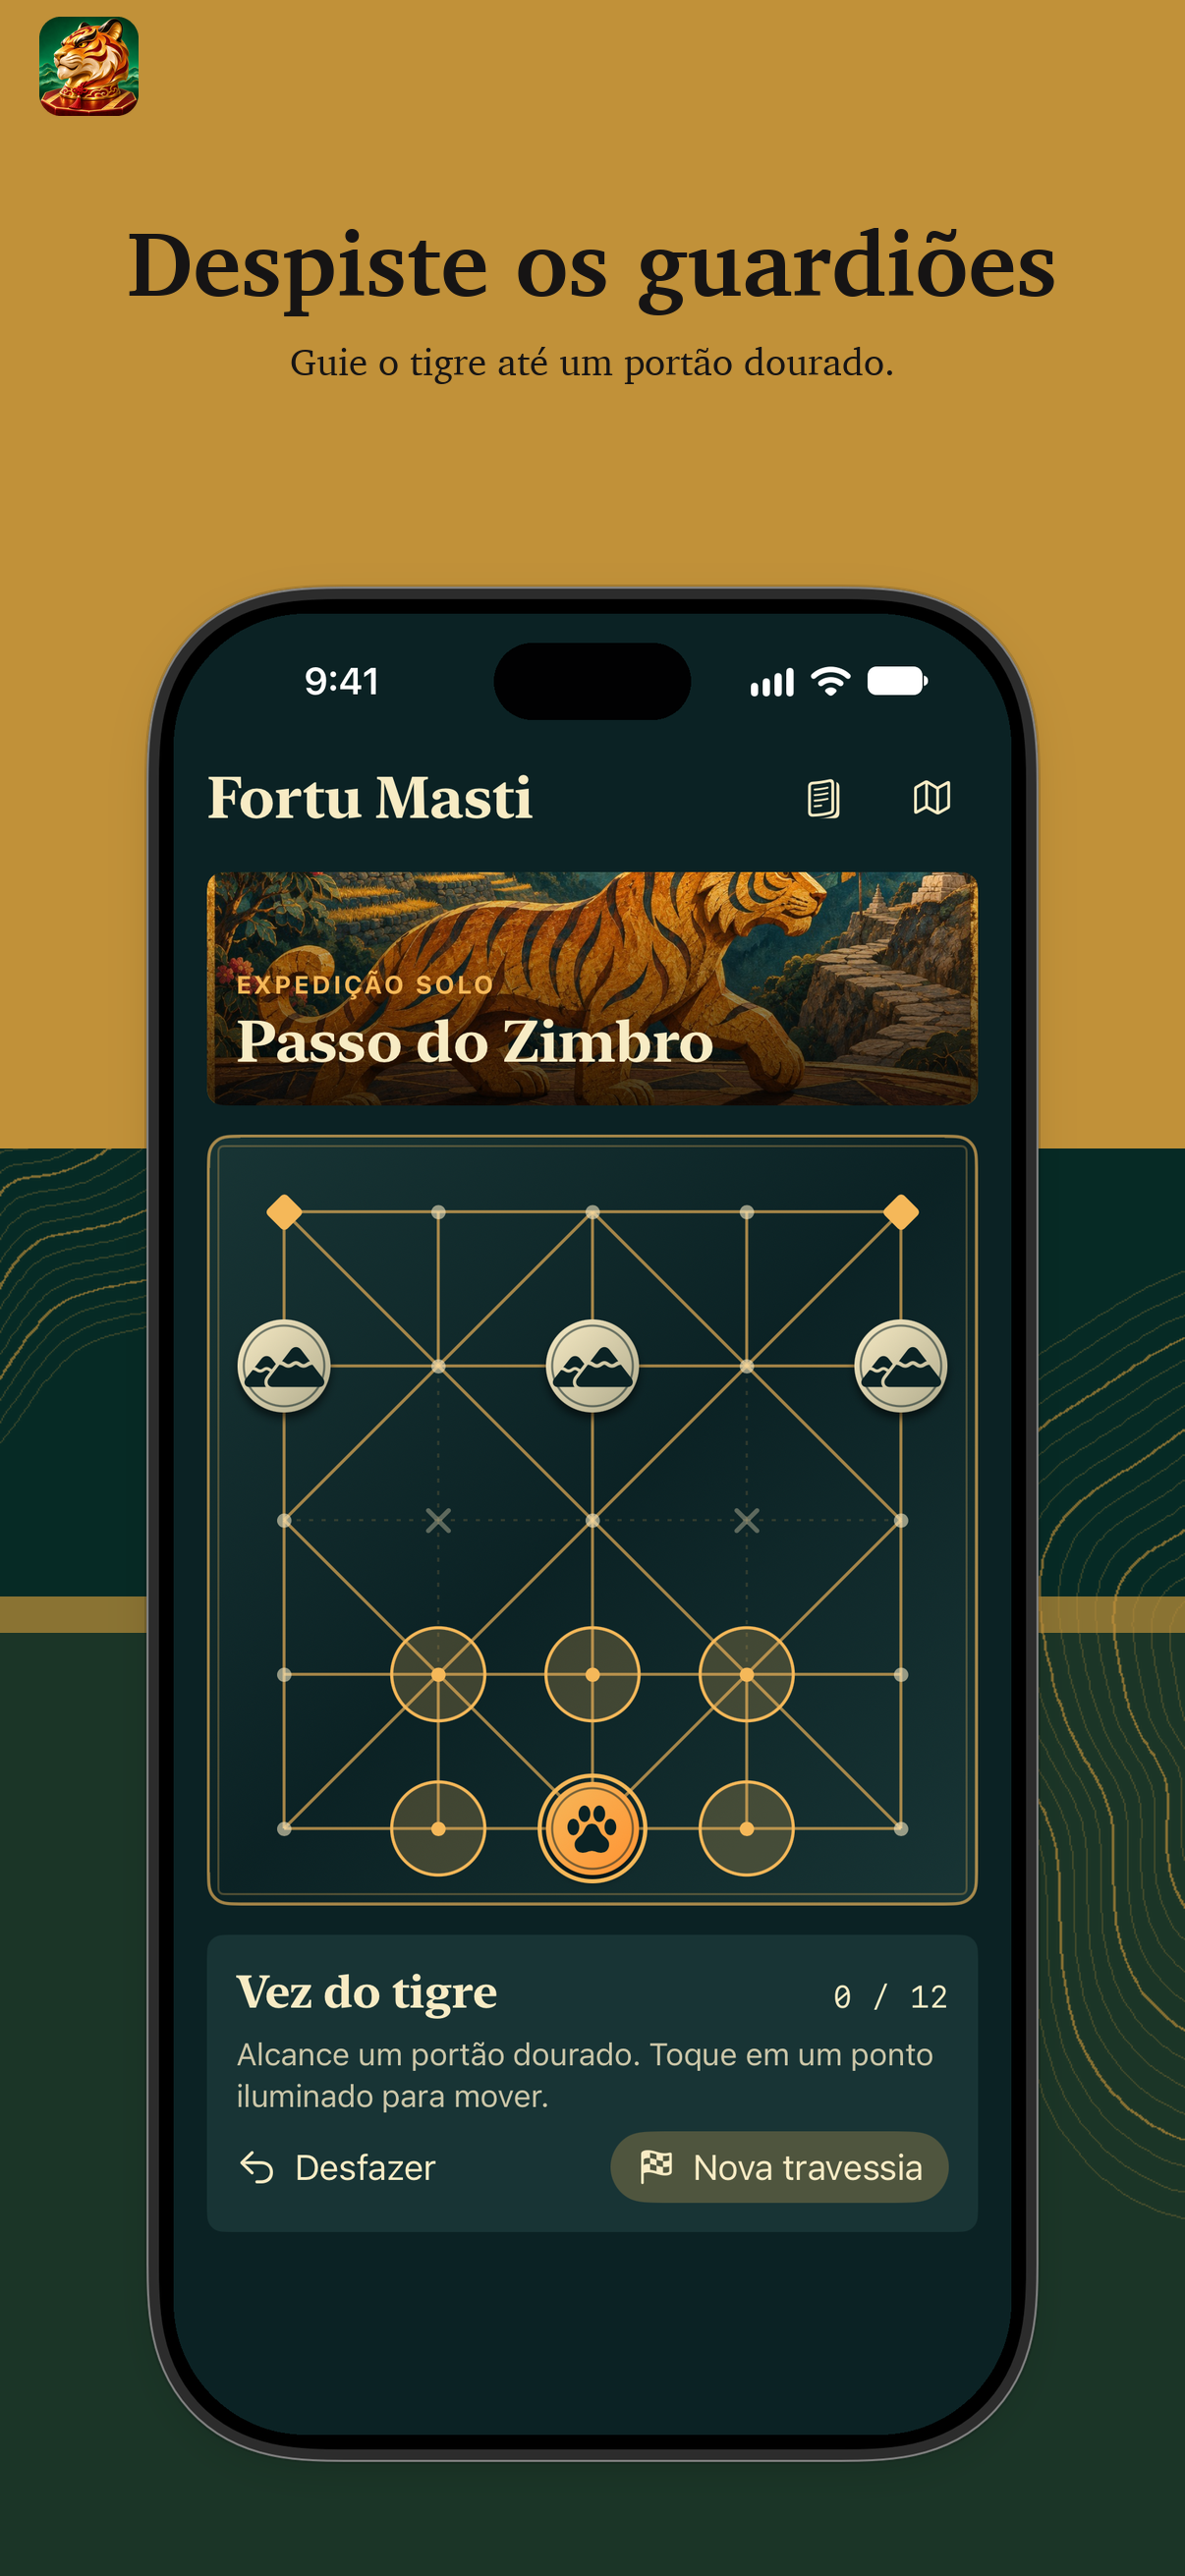 Despiste os guardiões
Guie o tigre até um portão dourado.
9:41
Fortu Masti
EXPEDIÇÃO SOLO
Passo do Zimbro
Vez do tigre
0 / 12
Alcance um portão dourado. Toque em um ponto
iluminado para mover.
Desfazer
Nova travessia